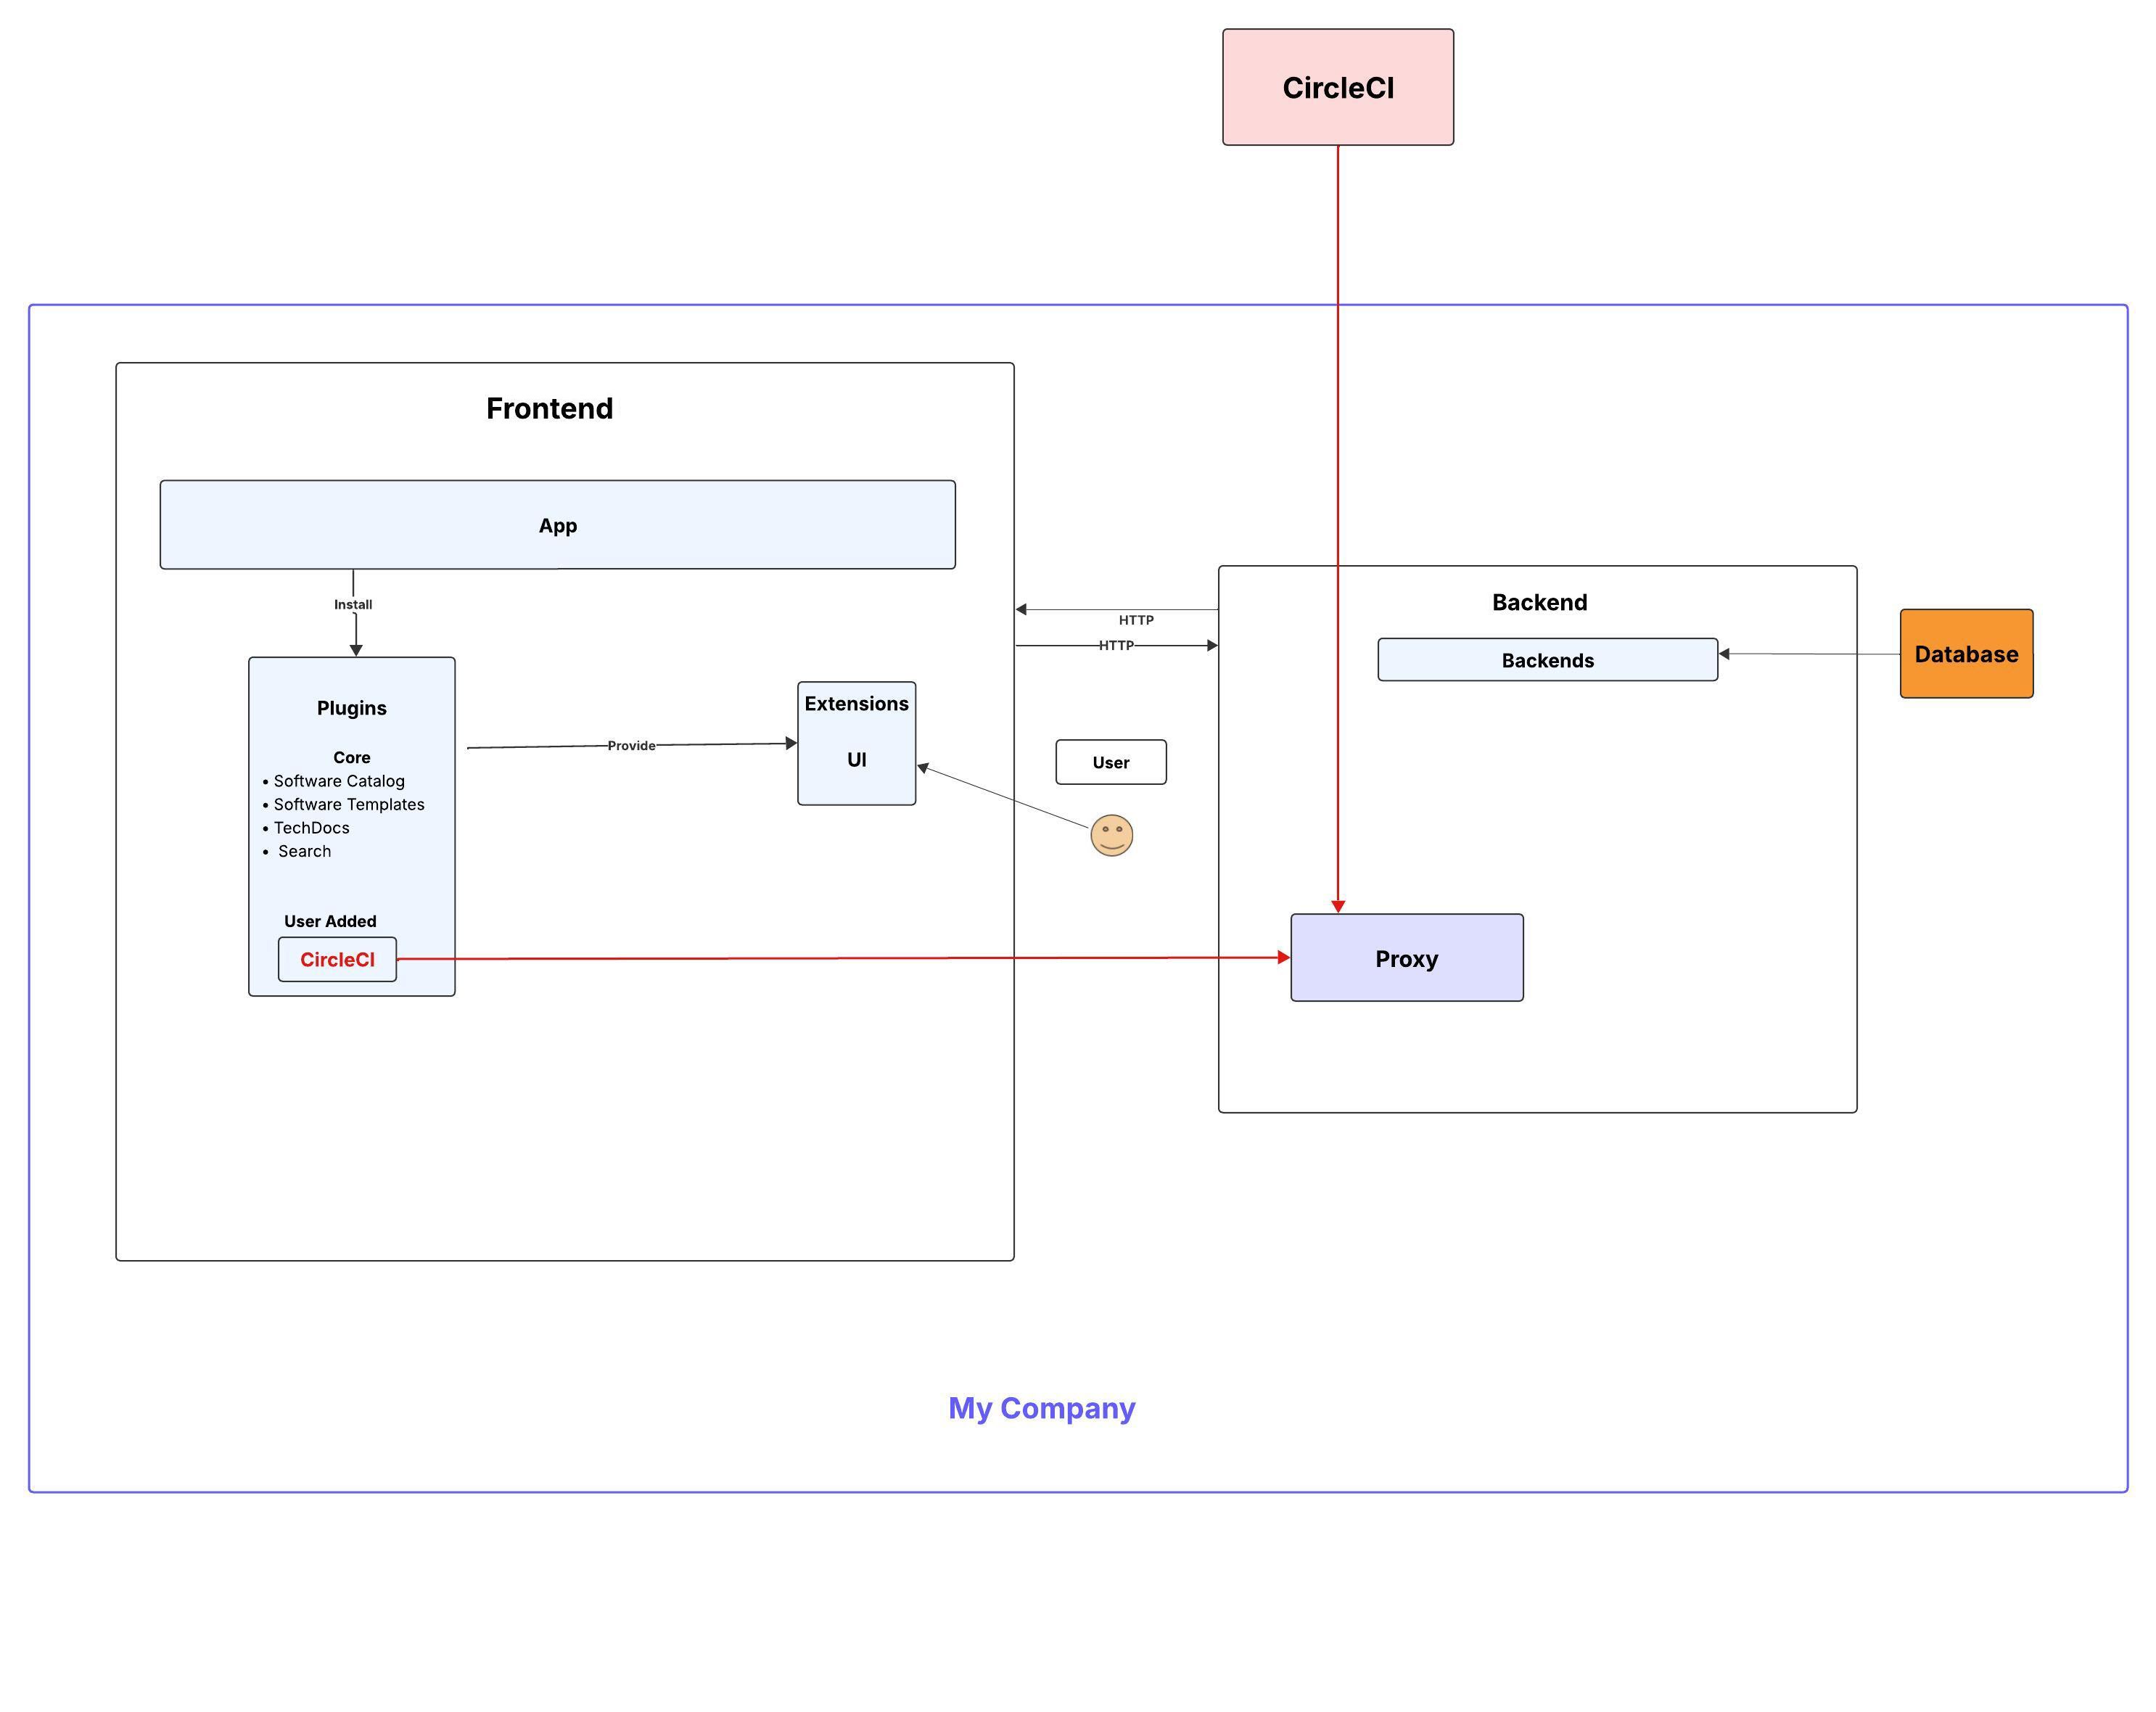 CircleCI
Frontend
App
Install
Plugins
Core
• Software Catalog
• Software Templates
• TechDocs
• Search
User Added
CircleCI
Provide
Extensions
UI
HTTP
HTTP
User
Backend
Backends
Database
Proxy
My Company